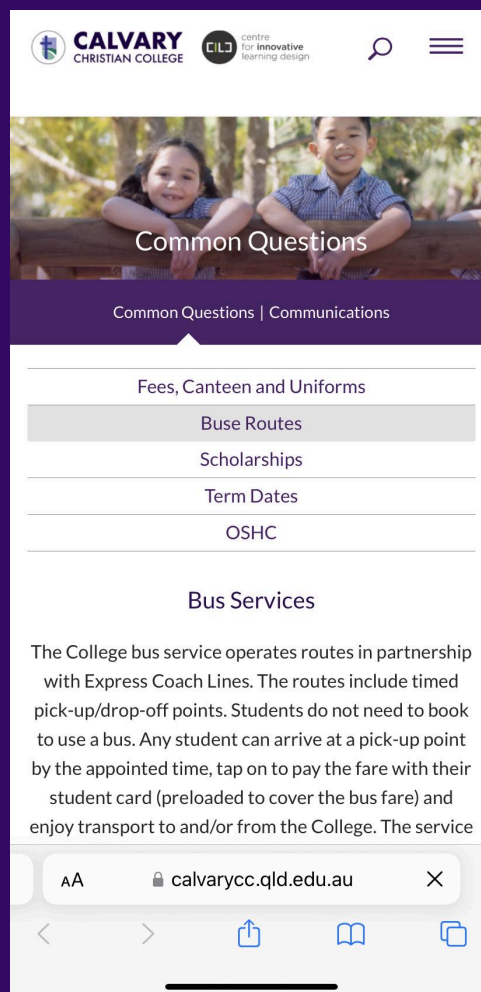 CALVARY
CHRISTIAN COLLEGE
CILD
centre
for innovative
learning design
Common Questions
Common Questions | Communications
Fees, Canteen and Uniforms
Buse Routes
Scholarships
Term Dates
OSHC
Bus Services
The College bus service operates routes in partnership
with Express Coach Lines. The routes include timed
pick-up/drop-off points. Students do not need to book
to use a bus. Any student can arrive at a pick-up point
by the appointed time, tap on to pay the fare with their
student card (preloaded to cover the bus fare) and
enjoy transport to and/or from the College. The service
AA
calvarycc.qld.edu.au